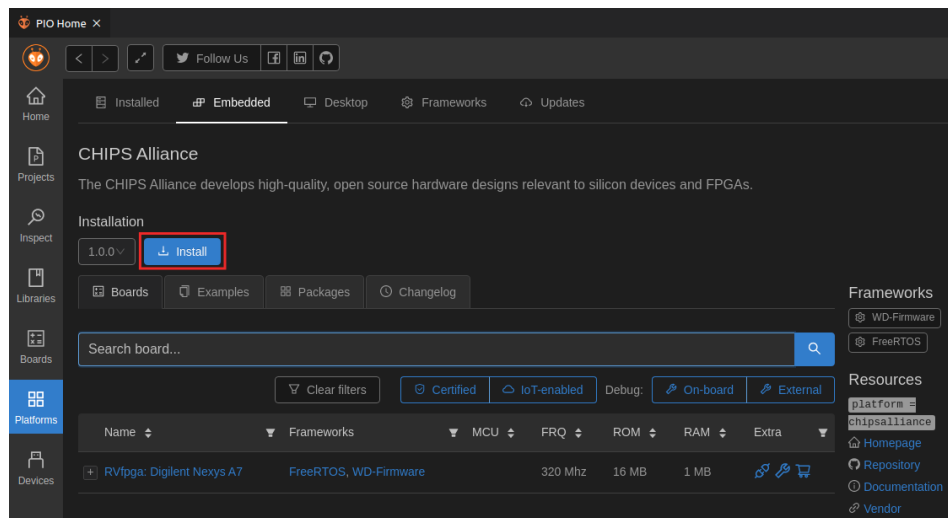 PIO Home
Follow Us
Home
Projects
Inspect
Libraries
Boards
Platforms
Devices
Installed Embedded Desktop Frameworks Updates
CHIPS Alliance
The CHIPS Alliance develops high-quality, open source hardware designs relevant to silicon devices and FPGAs.
Installation
1.0.0 Install
Boards Examples Packages Changelog
Search board...
Clear filters Certified IoT-enabled Debug: On-board External
Name Frameworks MCU FRQ ROM RAM Extra
RVfpga: Digilent Nexys A7 FreeRTOS, WD-Firmware 320 Mhz 16 MB 1 MB
Frameworks
WD-Firmware
FreeRTOS
Resources
platform =
chipsalliance
Homepage
Repository
Documentation
Vendor